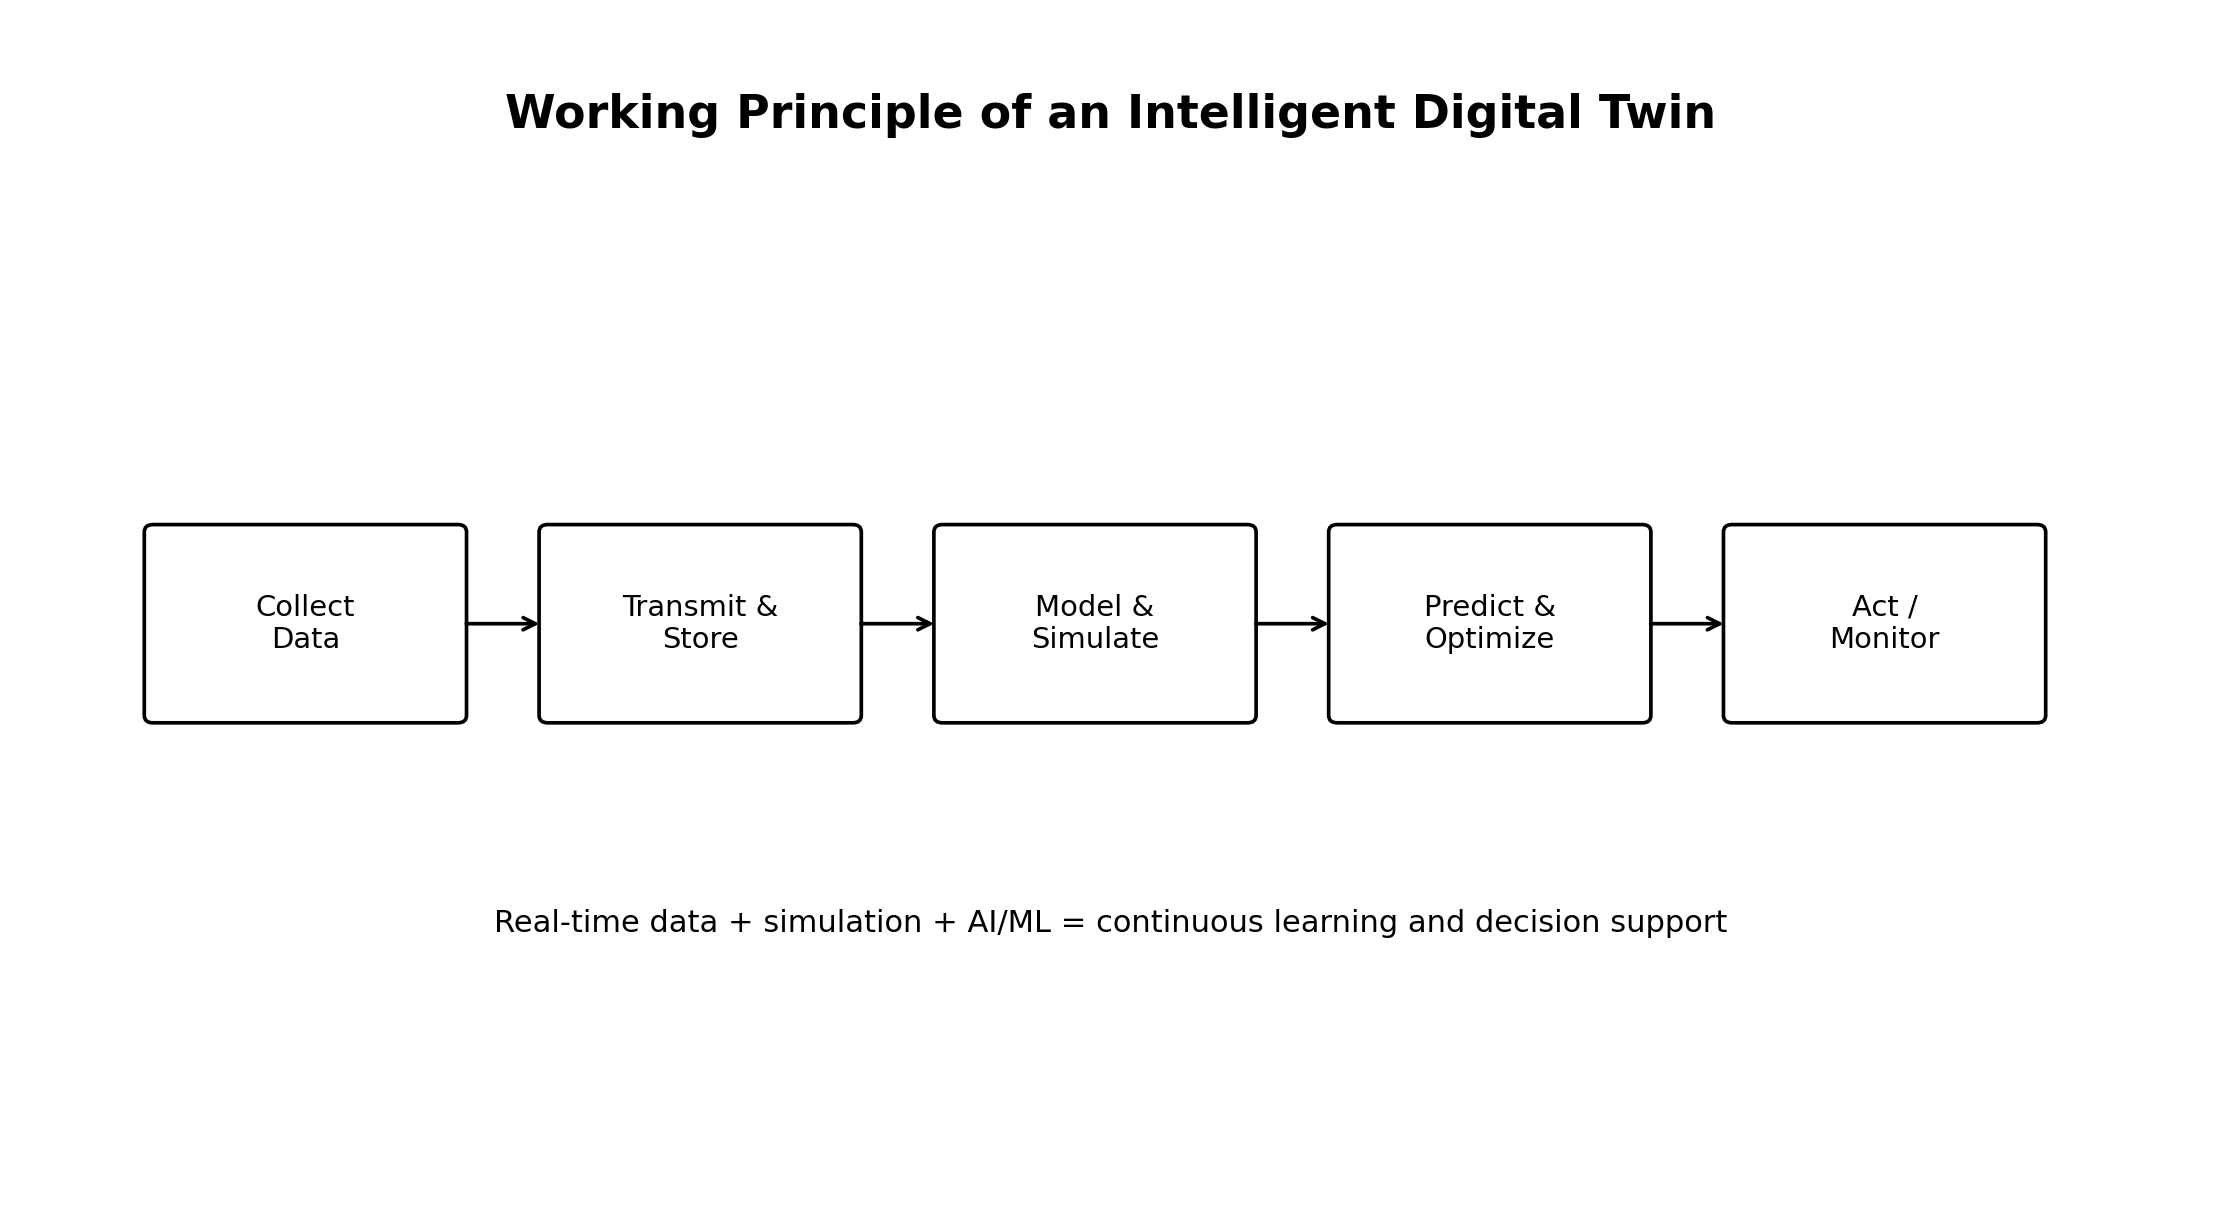 Working Principle of an Intelligent Digital Twin
Collect
Data
Transmit &
Store
Model &
Simulate
Predict &
Optimize
Act /
Monitor
Real-time data + simulation + AI/ML = continuous learning and decision support